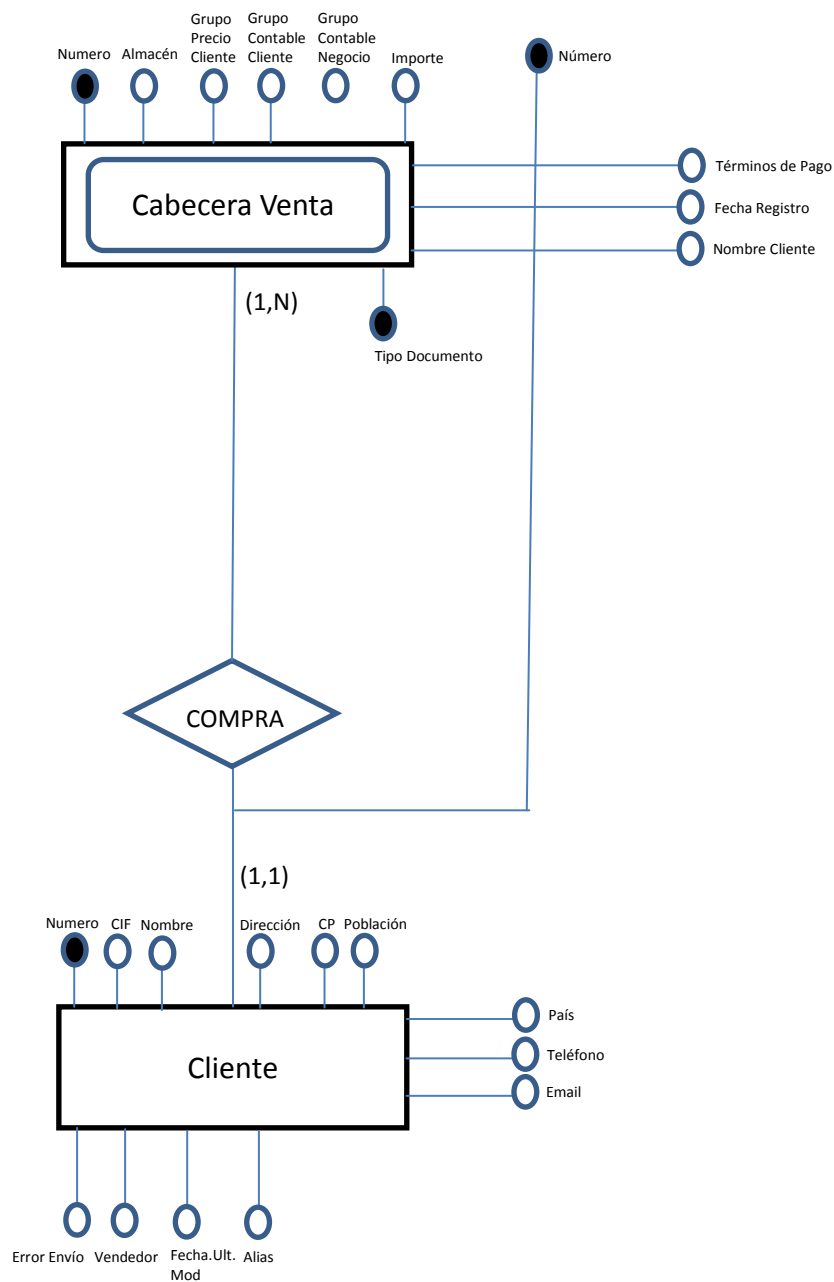 Grupo
Precio
Cliente
Grupo
Contable
Cliente
Grupo
Contable
Negocio
Numero
Almacén
Importe
Número
Términos de Pago
Cabecera Venta
Fecha Registro
Nombre Cliente
(1,N)
Tipo Documento
COMPRA
(1,1)
Numero
CIF
Nombre
Dirección
CP
Población
País
Cliente
Teléfono
Email
Error Envío
Vendedor
Fecha.Ult.
Mod
Alias